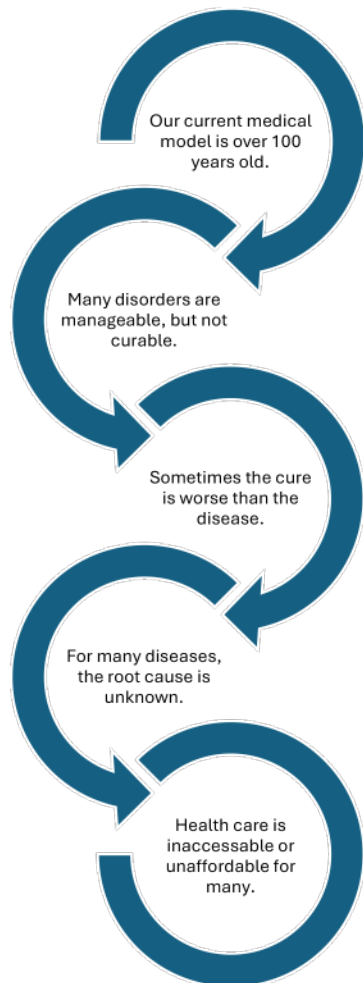 Our current medical
model is over 100
years old.
Many disorders are
manageable, but not
curable.
Sometimes the cure
is worse than the
disease.
For many diseases,
the root cause is
unknown.
Health care is
inaccessable or
unaffordable for
many.